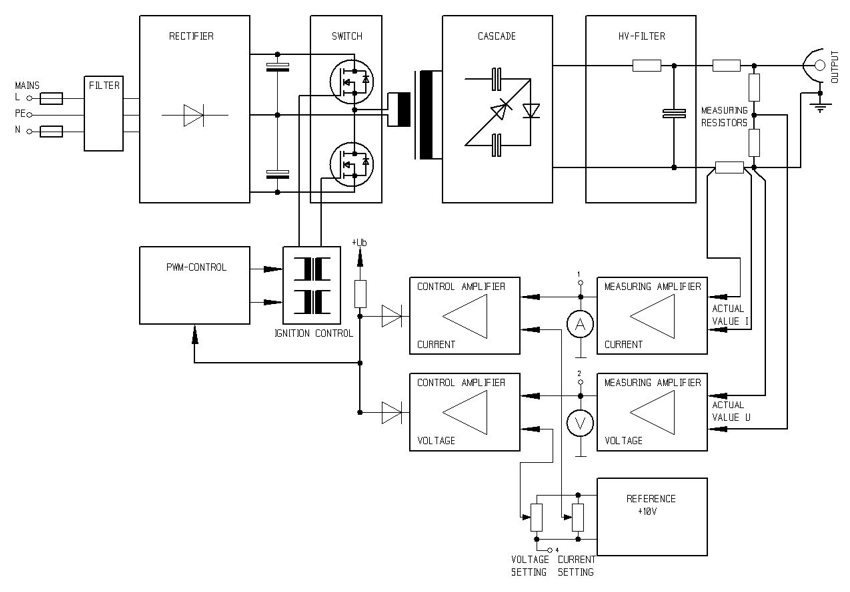 RECTIFIER
SWITCH
CASCADE
HV-FILTER
OUTPUT
MAINS
L
FILTER
PE
N
MEASURING
RESISTORS
+Ub
PWM-CONTROL
IGNITION CONTROL
CONTROL AMPLIFIER
CURRENT
1
A
MEASURING AMPLIFIER
CURRENT
ACTUAL
VALUE I
CONTROL AMPLIFIER
VOLTAGE
2
V
MEASURING AMPLIFIER
VOLTAGE
ACTUAL
VALUE U
REFERENCE
+10V
4
VOLTAGE CURRENT
SETTING SETTING